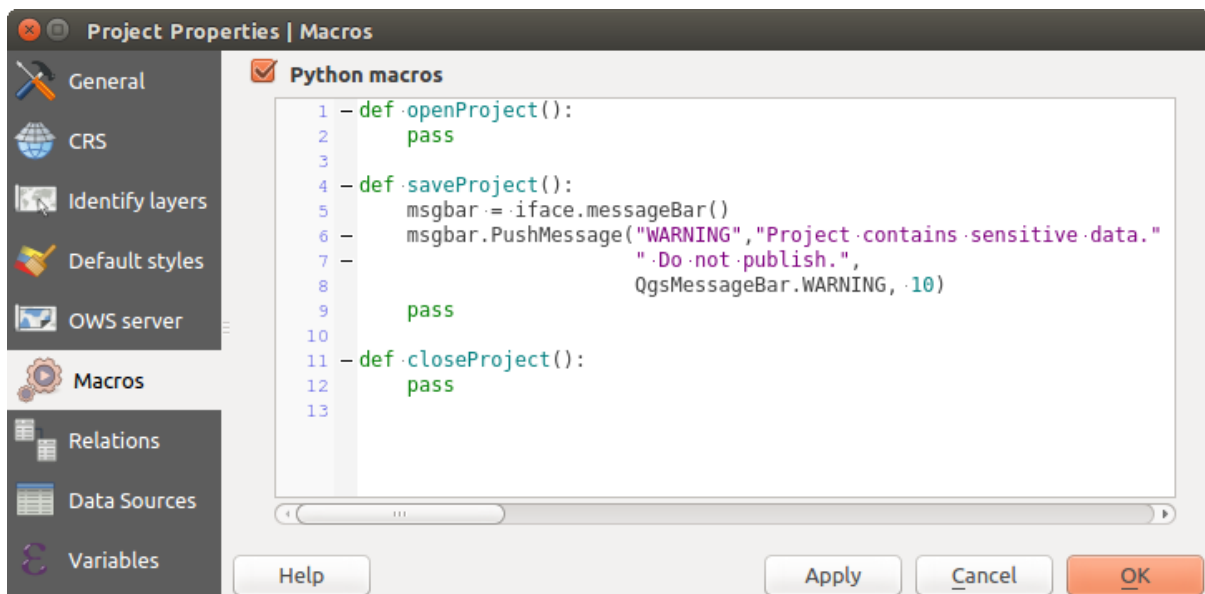 Project Properties | Macros
General
CRS
Identify layers
Default styles
OWS server
Macros
Relations
Data Sources
Variables
Python macros
1 def openProject():
2     pass
3
4 def saveProject():
5     msgbar = iface.messageBar()
6     msgbar.PushMessage("WARNING","Project contains sensitive data."
7                        " Do not publish.",
8                        QgsMessageBar.WARNING, 10)
9     pass
10
11 def closeProject():
12     pass
13
Help
Apply
Cancel
OK